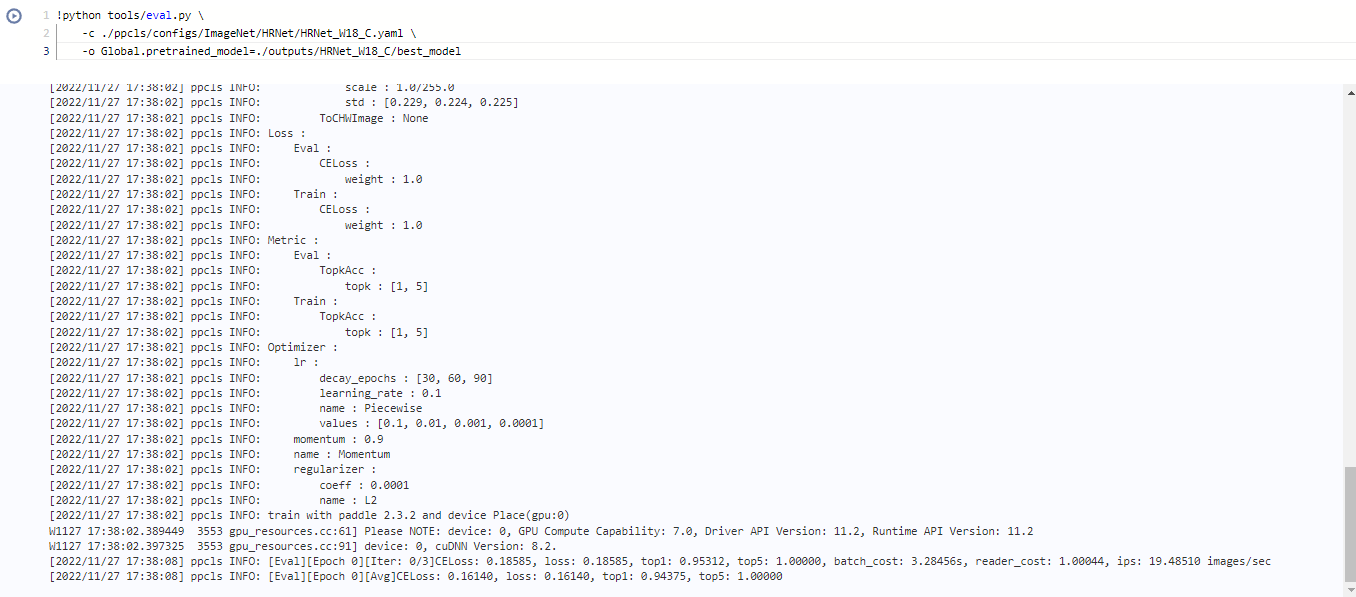 1 !python tools/eval.py \
2 -c ./ppcls/configs/ImageNet/HRNet/HRNet_W18_C.yaml \
3 -o Global.pretrained_model=./outputs/HRNet_W18_C/best_model
[2022/11/27 17:38:02] ppcls INFO: scale : 1.0/255.0
[2022/11/27 17:38:02] ppcls INFO: std : [0.229, 0.224, 0.225]
[2022/11/27 17:38:02] ppcls INFO: ToCHWImage : None
[2022/11/27 17:38:02] ppcls INFO: Loss :
[2022/11/27 17:38:02] ppcls INFO: Eval :
[2022/11/27 17:38:02] ppcls INFO: CELoss :
[2022/11/27 17:38:02] ppcls INFO: weight : 1.0
[2022/11/27 17:38:02] ppcls INFO: Train :
[2022/11/27 17:38:02] ppcls INFO: CELoss :
[2022/11/27 17:38:02] ppcls INFO: weight : 1.0
[2022/11/27 17:38:02] ppcls INFO: Metric :
[2022/11/27 17:38:02] ppcls INFO: Eval :
[2022/11/27 17:38:02] ppcls INFO: TopkAcc :
[2022/11/27 17:38:02] ppcls INFO: topk : [1, 5]
[2022/11/27 17:38:02] ppcls INFO: Train :
[2022/11/27 17:38:02] ppcls INFO: TopkAcc :
[2022/11/27 17:38:02] ppcls INFO: topk : [1, 5]
[2022/11/27 17:38:02] ppcls INFO: Optimizer :
[2022/11/27 17:38:02] ppcls INFO: lr :
[2022/11/27 17:38:02] ppcls INFO: decay_epochs : [30, 60, 90]
[2022/11/27 17:38:02] ppcls INFO: learning_rate : 0.1
[2022/11/27 17:38:02] ppcls INFO: name : Piecewise
[2022/11/27 17:38:02] ppcls INFO: values : [0.1, 0.01, 0.001, 0.0001]
[2022/11/27 17:38:02] ppcls INFO: momentum : 0.9
[2022/11/27 17:38:02] ppcls INFO: name : Momentum
[2022/11/27 17:38:02] ppcls INFO: regularizer :
[2022/11/27 17:38:02] ppcls INFO: coeff : 0.0001
[2022/11/27 17:38:02] ppcls INFO: name : L2
[2022/11/27 17:38:02] ppcls INFO: train with paddle 2.3.2 and device Place(gpu:0)
W1127 17:38:02.389449 3553 gpu_resources.cc:61] Please NOTE: device: 0, GPU Compute Capability: 7.0, Driver API Version: 11.2, Runtime API Version: 11.2
W1127 17:38:02.397325 3553 gpu_resources.cc:91] device: 0, cuDNN Version: 8.2.
[2022/11/27 17:38:08] ppcls INFO: [Eval][Epoch 0][Iter: 0/3]CELoss: 0.18585, loss: 0.18585, top1: 0.95312, top5: 1.00000, batch_cost: 3.28456s, reader_cost: 1.00044, ips: 19.48510 images/sec
[2022/11/27 17:38:08] ppcls INFO: [Eval][Epoch 0][Avg]CELoss: 0.16140, loss: 0.16140, top1: 0.94375, top5: 1.00000